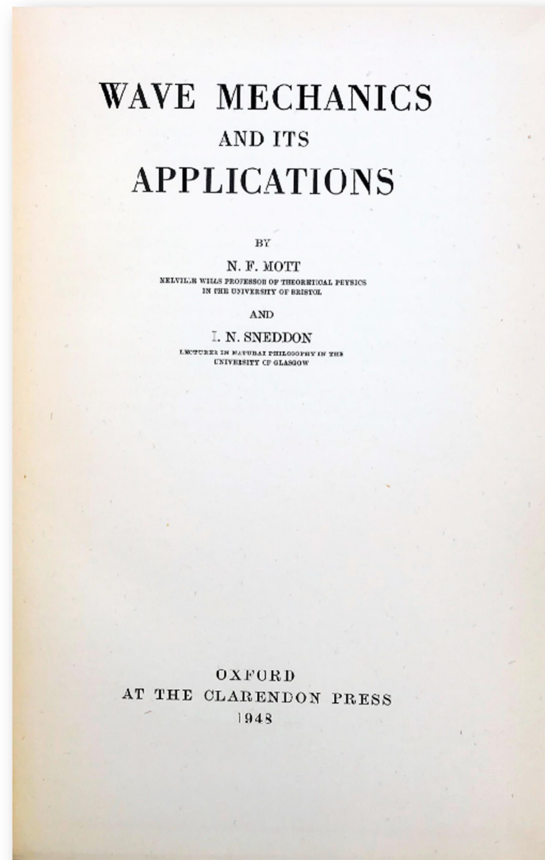 WAVE MECHANICS
AND ITS
APPLICATIONS
BY
N. F. MOTT
MELVILLE WILLS PROFESSOR OF THEORETICAL PHYSICS
IN THE UNIVERSITY OF BRISTOL
AND
I. N. SNEDDON
LECTURER IN NATURAL PHILOSOPHY IN THE
UNIVERSITY OF GLASGOW
OXFORD
AT THE CLARENDON PRESS
1948